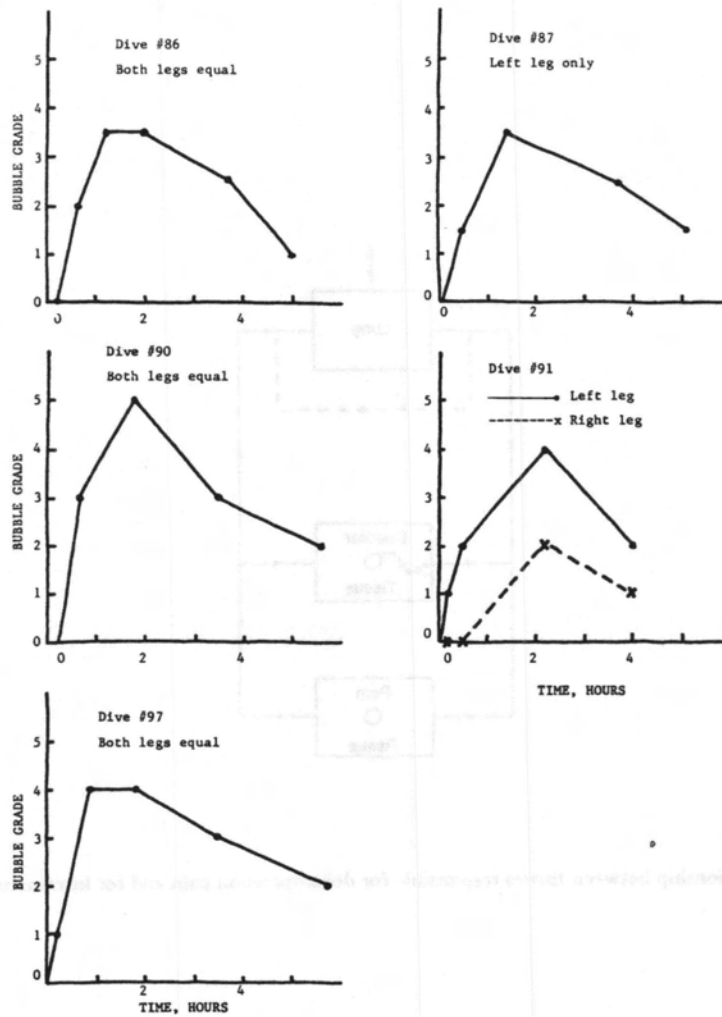 Dive #86
Both legs equal
BUBBLE GRADE
5
4
3
2
1
0
0
2
4
Dive #87
Left leg only
5
4
3
2
1
0
0
2
4
Dive #90
Both legs equal
BUBBLE GRADE
5
4
3
2
1
0
0
2
4
Dive #91
Left leg
Right leg
5
4
3
2
1
0
0
2
4
TIME, HOURS
Dive #97
Both legs equal
BUBBLE GRADE
5
4
3
2
1
0
2
4
TIME, HOURS